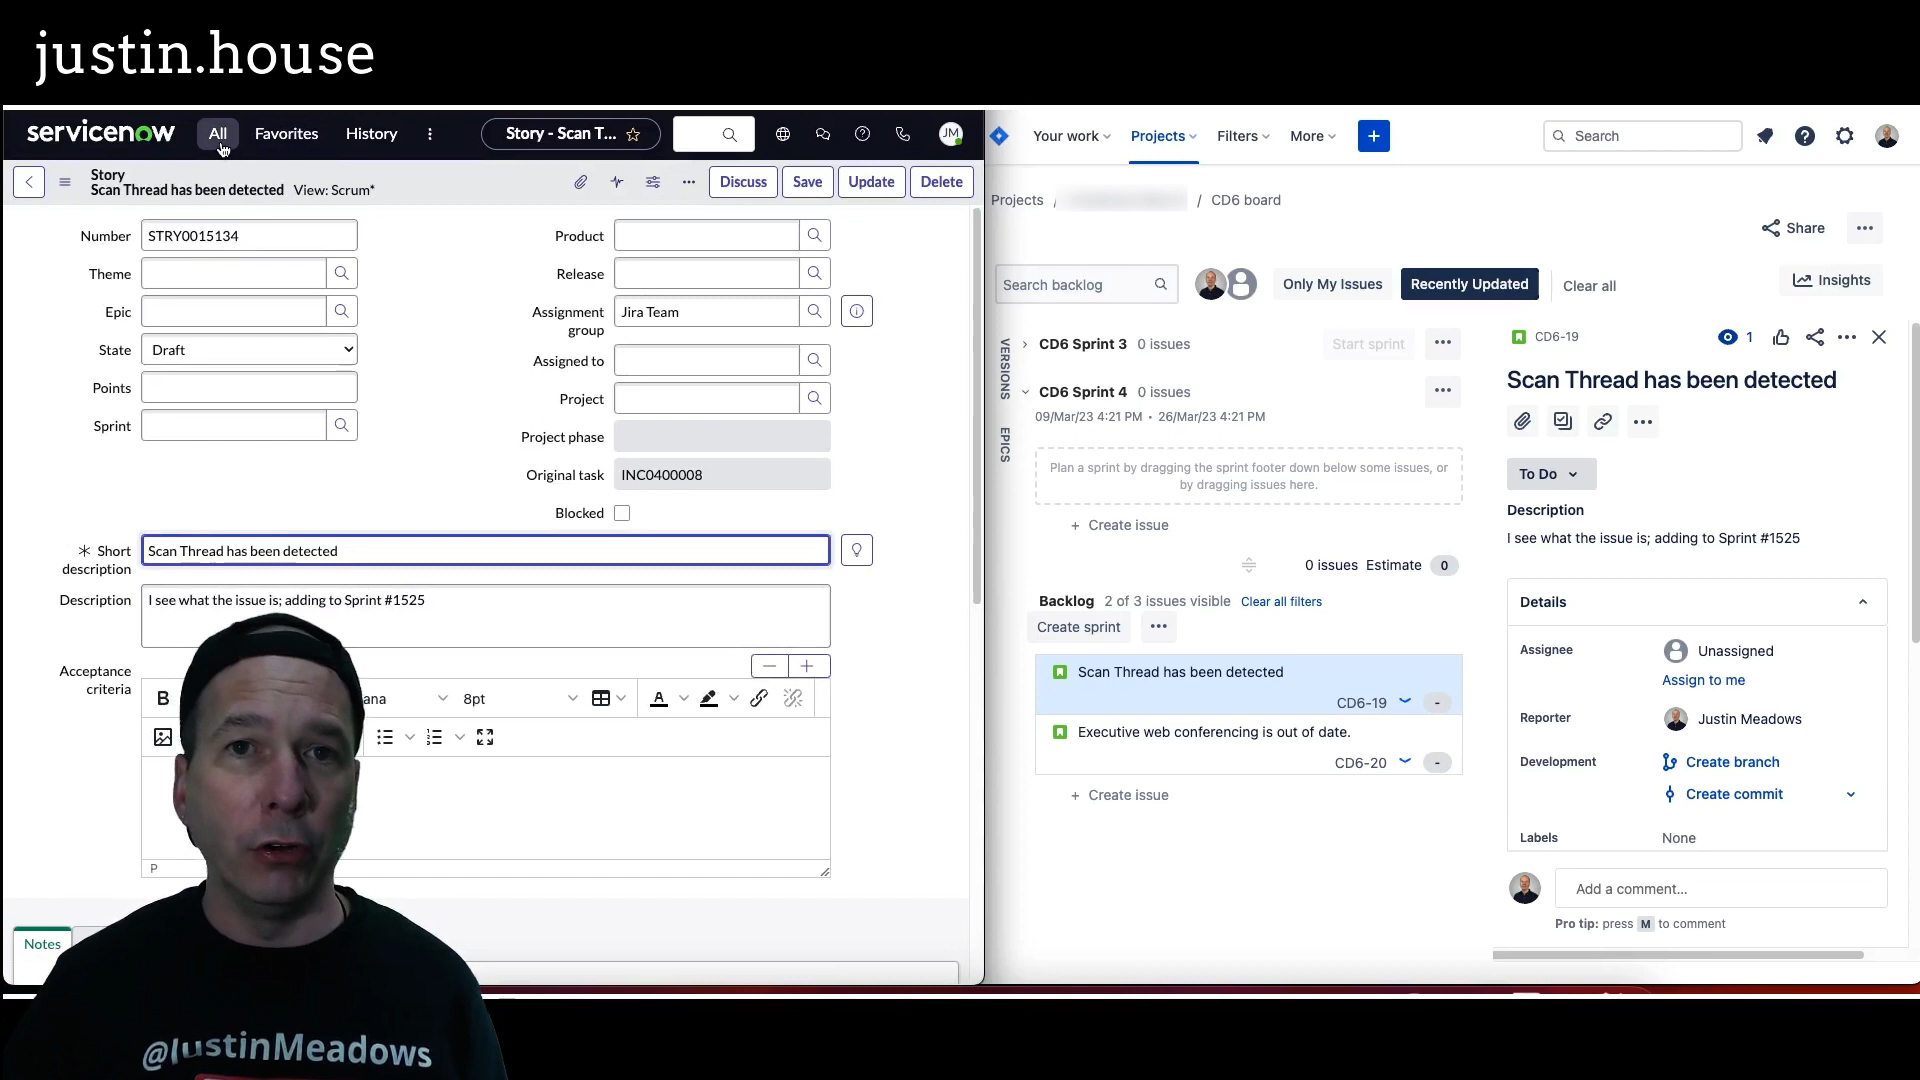 justin.house
servicenow All Favorites History Story - Scan T... JM
Story
Scan Thread has been detected View: Scrum*
Discuss Save Update Delete
Number STRY0015134
Theme
Epic
State Draft
Points
Sprint
Product
Release
Assignment group Jira Team
Assigned to
Project
Project phase
Original task INC0400008
Blocked
Short description Scan Thread has been detected
Description I see what the issue is; adding to Sprint #1525
Acceptance criteria
B ana 8pt A
P
Notes
@JustinMeadows
Your work Projects Filters More + Search
Projects / / CD6 board
Share
Search backlog Only My Issues Recently Updated Clear all Insights
VERSIONS
EPICS
CD6 Sprint 3 0 issues Start sprint
CD6 Sprint 4 0 issues
09/Mar/23 4:21 PM • 26/Mar/23 4:21 PM
Plan a sprint by dragging the sprint footer down below some issues, or
by dragging issues here.
+ Create issue
0 issues Estimate 0
Backlog 2 of 3 issues visible Clear all filters
Create sprint
Scan Thread has been detected
CD6-19 -
Executive web conferencing is out of date.
CD6-20 -
+ Create issue
CD6-19 1
Scan Thread has been detected
To Do
Description
I see what the issue is; adding to Sprint #1525
Details
Assignee Unassigned
Assign to me
Reporter Justin Meadows
Development Create branch
Create commit
Labels None
Add a comment...
Pro tip: press M to comment